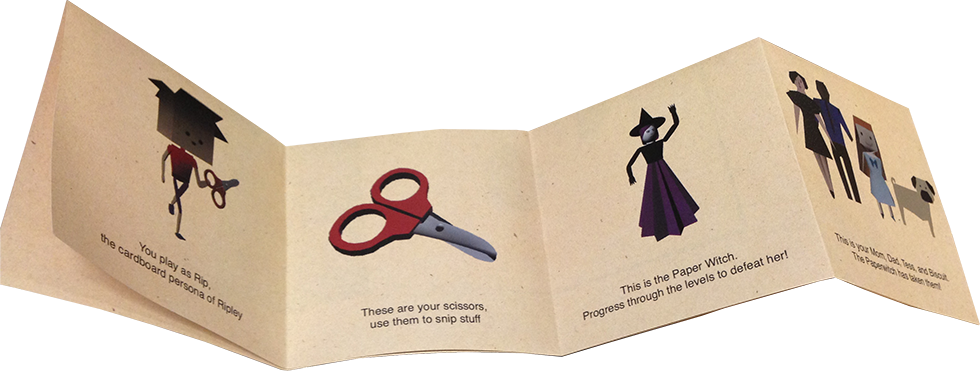 You play as Rip,
the cardboard persona of Ripley
These are your scissors,
use them to snip stuff
This is the Paper Witch.
Progress through the levels to defeat her!
This is your Mom, Dad, Tess, and Biscuit.
The Paperwitch has taken them!